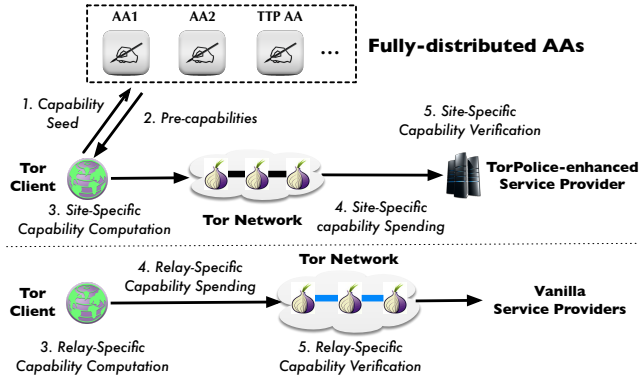 AA1 AA2 TTP AA
...
Fully-distributed AAs
1. Capability
Seed
2. Pre-capabilities
5. Site-Specific
Capability Verification
Tor
Client
TorPolice-enhanced
Service Provider
3. Site-Specific
Capability Computation
Tor Network
4. Site-Specific
capability Spending
Tor Network
4. Relay-Specific
Capability Spending
Tor
Client
Vanilla
Service Providers
3. Relay-Specific
Capability Computation
5. Relay-Specific
Capability Verification